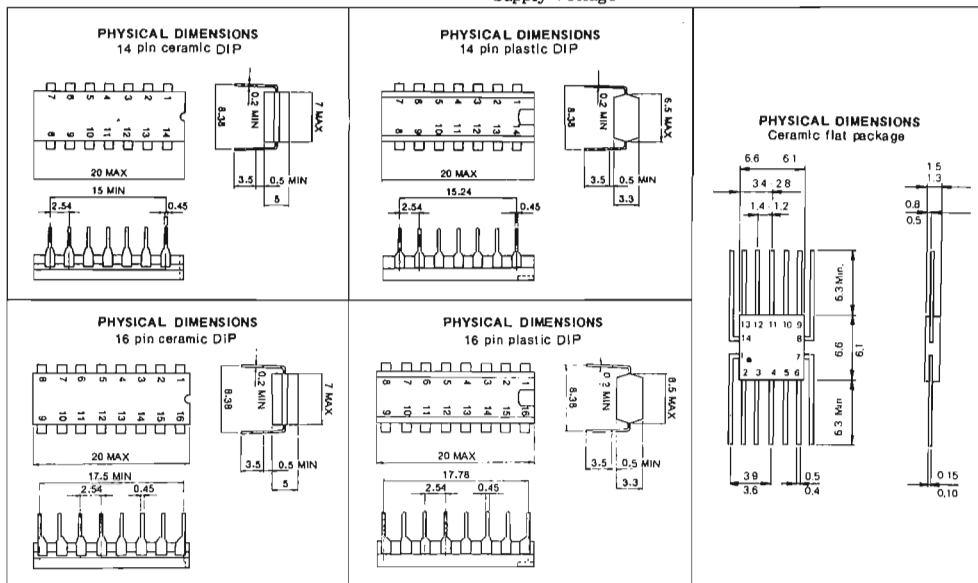 Supply Voltage
PHYSICAL DIMENSIONS
14 pin ceramic DIP
7 6 5 4 3 2 1
8 9 10 11 12 13 14
20 MAX
15 MIN
2.54
0.45
8.38
0.2 MIN
7 MAX
3.5
0.5 MIN
5
PHYSICAL DIMENSIONS
14 pin plastic DIP
7 6 5 4 3 2 1
8 9 10 11 12 13 14
20 MAX
15.24
2.54
0.45
8.38
0.2 MIN
6.5 MAX
3.5
0.5 MIN
3.3
PHYSICAL DIMENSIONS
16 pin ceramic DIP
8 7 6 5 4 3 2 1
9 10 11 12 13 14 15 16
20 MAX
17.5 MIN
2.54
0.45
8.38
0.2 MIN
7 MAX
3.5
0.5 MIN
5
PHYSICAL DIMENSIONS
16 pin plastic DIP
8 7 6 5 4 3 2 1
9 10 11 12 13 14 15 16
20 MAX
17.78
2.54
0.45
8.38
0.2 MIN
8.5 MAX
3.5
0.5 MIN
3.3
PHYSICAL DIMENSIONS
Ceramic flat package
6.6 6.1
3.4 2.8
1.4 1.2
1.5
1.3
0.8
0.5
6.3 Min.
13 12 11 10 9
14 8
1 7
2 3 4 5 6
6.6
6.1
6.3 Min
3.9
3.6
0.5
0.4
0.15
0.10